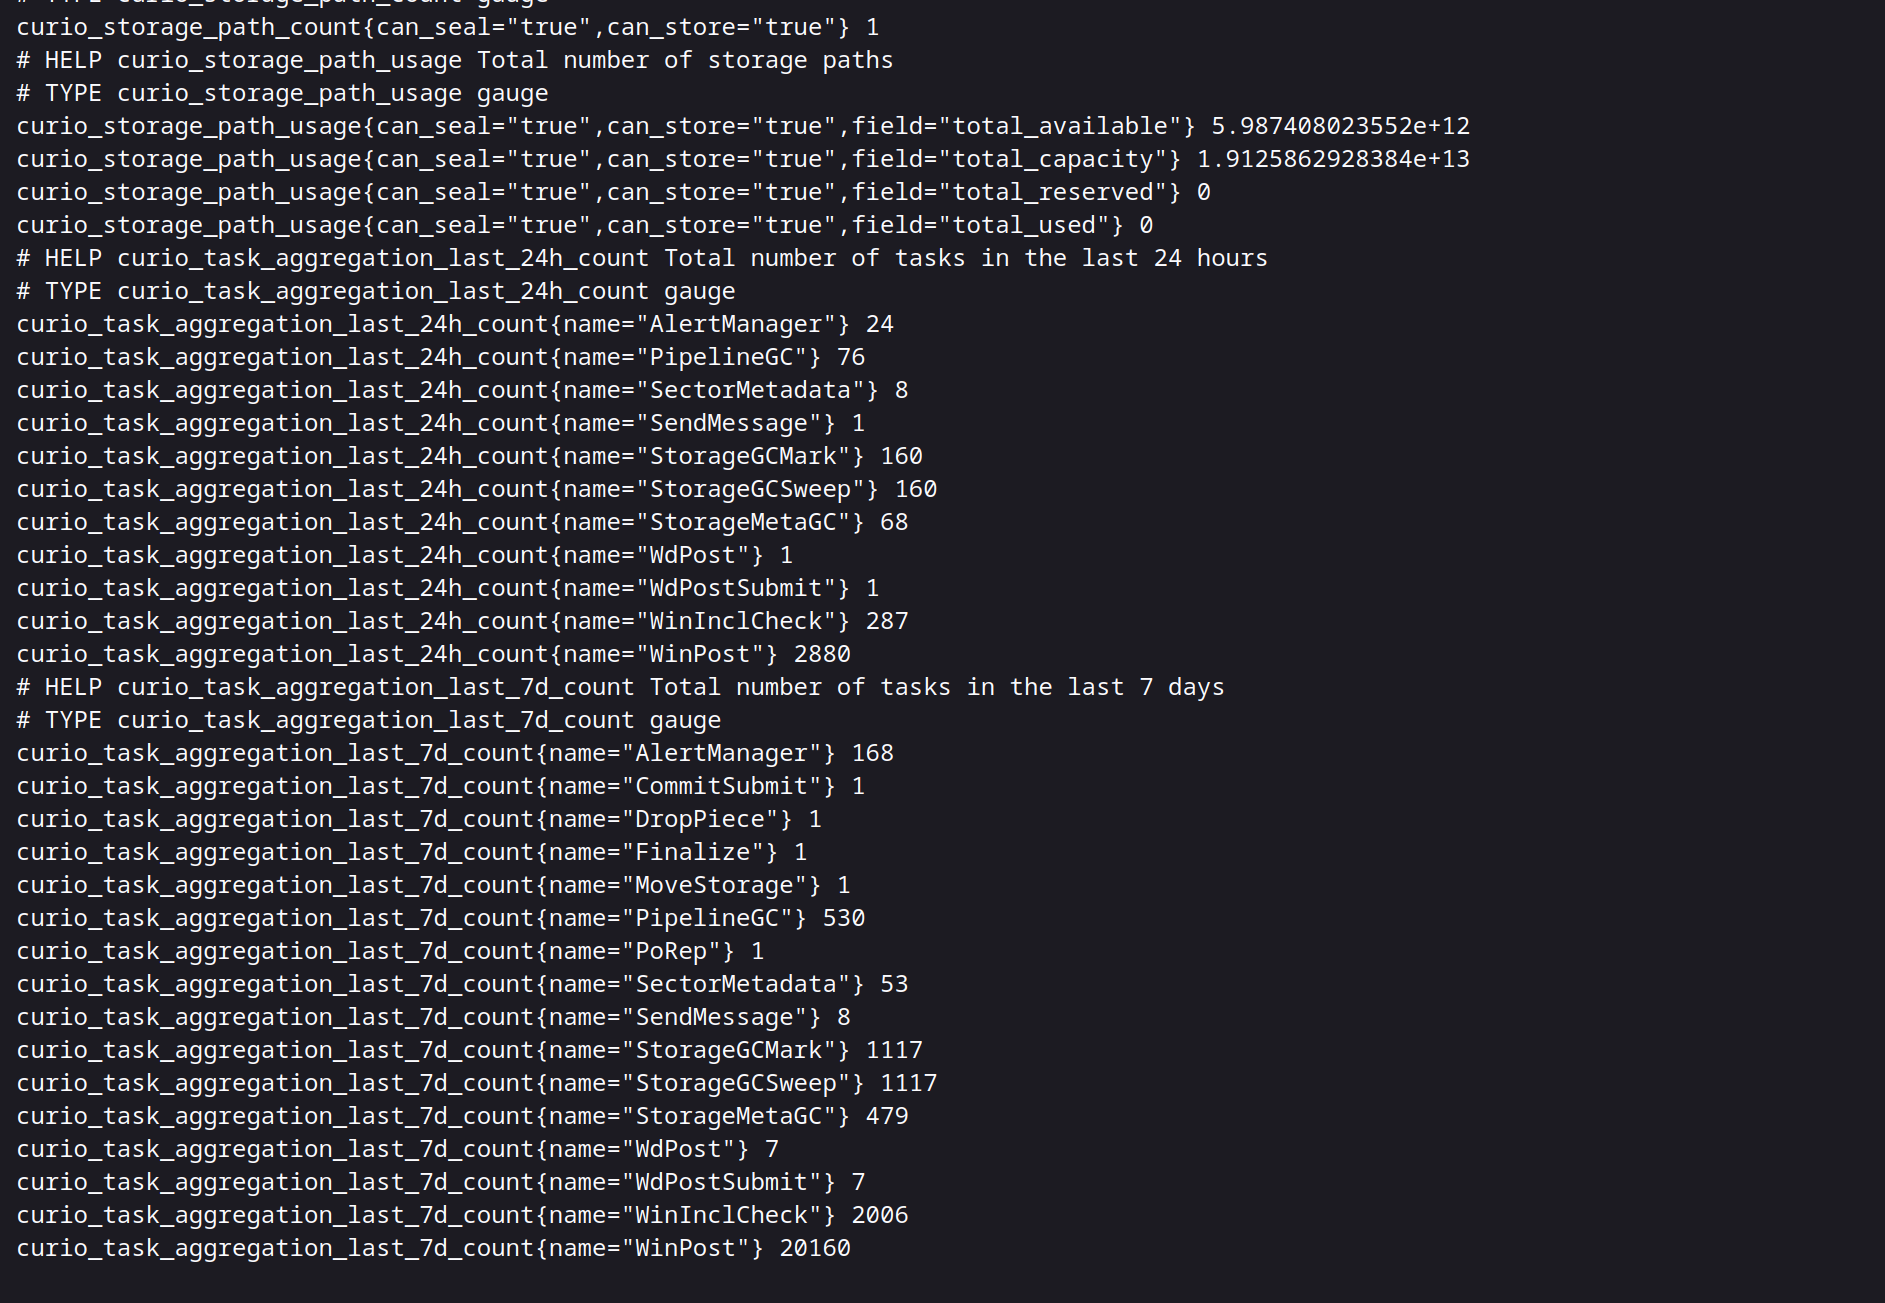 # TYPE curio_storage_path_count gauge
curio_storage_path_count{can_seal="true",can_store="true"} 1
# HELP curio_storage_path_usage Total number of storage paths
# TYPE curio_storage_path_usage gauge
curio_storage_path_usage{can_seal="true",can_store="true",field="total_available"} 5.987408023552e+12
curio_storage_path_usage{can_seal="true",can_store="true",field="total_capacity"} 1.9125862928384e+13
curio_storage_path_usage{can_seal="true",can_store="true",field="total_reserved"} 0
curio_storage_path_usage{can_seal="true",can_store="true",field="total_used"} 0
# HELP curio_task_aggregation_last_24h_count Total number of tasks in the last 24 hours
# TYPE curio_task_aggregation_last_24h_count gauge
curio_task_aggregation_last_24h_count{name="AlertManager"} 24
curio_task_aggregation_last_24h_count{name="PipelineGC"} 76
curio_task_aggregation_last_24h_count{name="SectorMetadata"} 8
curio_task_aggregation_last_24h_count{name="SendMessage"} 1
curio_task_aggregation_last_24h_count{name="StorageGCMark"} 160
curio_task_aggregation_last_24h_count{name="StorageGCSweep"} 160
curio_task_aggregation_last_24h_count{name="StorageMetaGC"} 68
curio_task_aggregation_last_24h_count{name="WdPost"} 1
curio_task_aggregation_last_24h_count{name="WdPostSubmit"} 1
curio_task_aggregation_last_24h_count{name="WinInclCheck"} 287
curio_task_aggregation_last_24h_count{name="WinPost"} 2880
# HELP curio_task_aggregation_last_7d_count Total number of tasks in the last 7 days
# TYPE curio_task_aggregation_last_7d_count gauge
curio_task_aggregation_last_7d_count{name="AlertManager"} 168
curio_task_aggregation_last_7d_count{name="CommitSubmit"} 1
curio_task_aggregation_last_7d_count{name="DropPiece"} 1
curio_task_aggregation_last_7d_count{name="Finalize"} 1
curio_task_aggregation_last_7d_count{name="MoveStorage"} 1
curio_task_aggregation_last_7d_count{name="PipelineGC"} 530
curio_task_aggregation_last_7d_count{name="PoRep"} 1
curio_task_aggregation_last_7d_count{name="SectorMetadata"} 53
curio_task_aggregation_last_7d_count{name="SendMessage"} 8
curio_task_aggregation_last_7d_count{name="StorageGCMark"} 1117
curio_task_aggregation_last_7d_count{name="StorageGCSweep"} 1117
curio_task_aggregation_last_7d_count{name="StorageMetaGC"} 479
curio_task_aggregation_last_7d_count{name="WdPost"} 7
curio_task_aggregation_last_7d_count{name="WdPostSubmit"} 7
curio_task_aggregation_last_7d_count{name="WinInclCheck"} 2006
curio_task_aggregation_last_7d_count{name="WinPost"} 20160